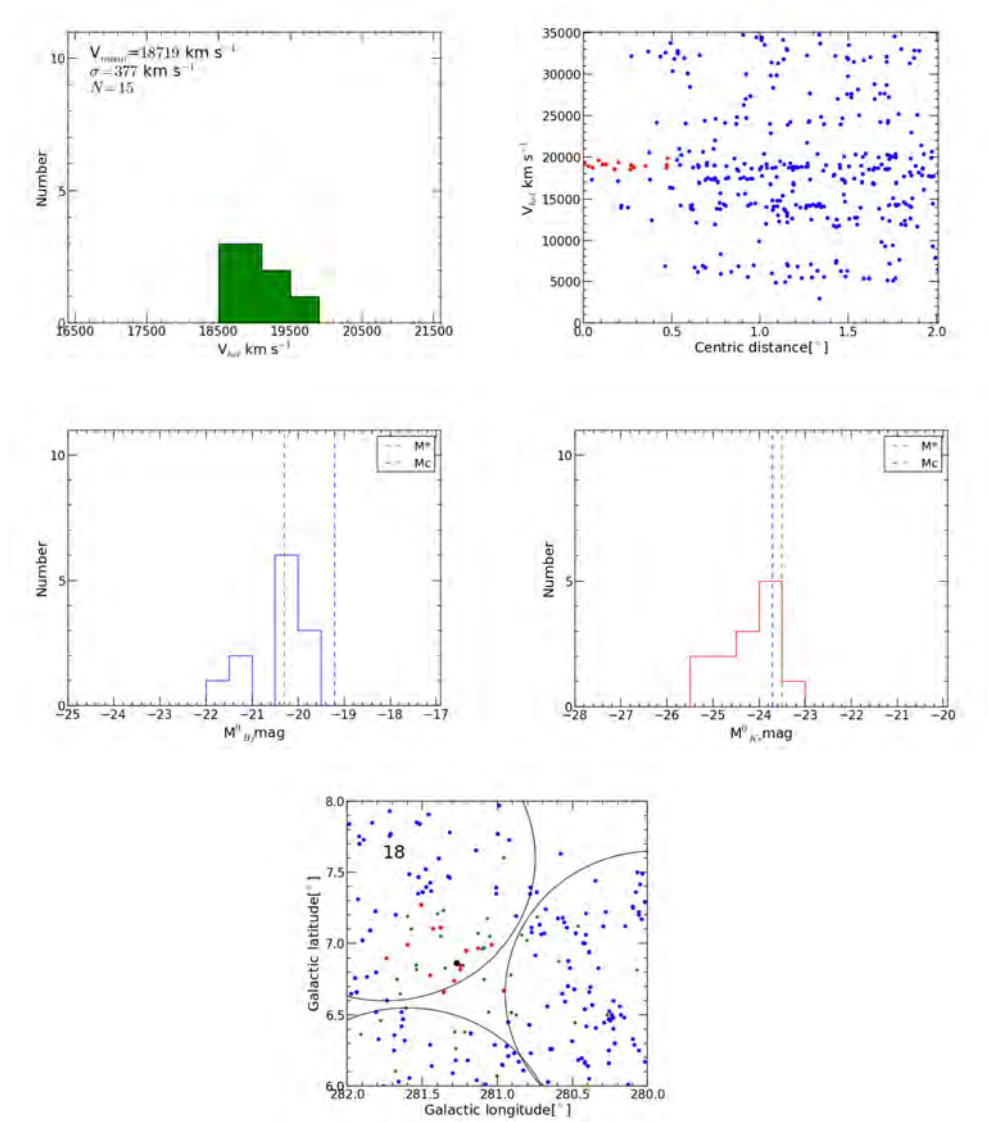 V_mean=18719 km s⁻¹
σ=377 km s⁻¹
N=15
10
5
0
Number
16500 17500 18500 19500 20500 21500
V_hel km s⁻¹
35000
30000
25000
20000
15000
10000
5000
0
V_hel km s⁻¹
0.0 0.5 1.0 1.5 2.0
Centric distance[°]
M*
Mc
10
5
0
Number
−25 −24 −23 −22 −21 −20 −19 −18 −17
M⁰_Bj mag
M*
Mc
10
5
0
Number
−28 −27 −26 −25 −24 −23 −22 −21 −20
M⁰_Ks mag
18
8.0
7.5
7.0
6.5
6.0
Galactic latitude[°]
282.0 281.5 281.0 280.5 280.0
Galactic longitude[°]